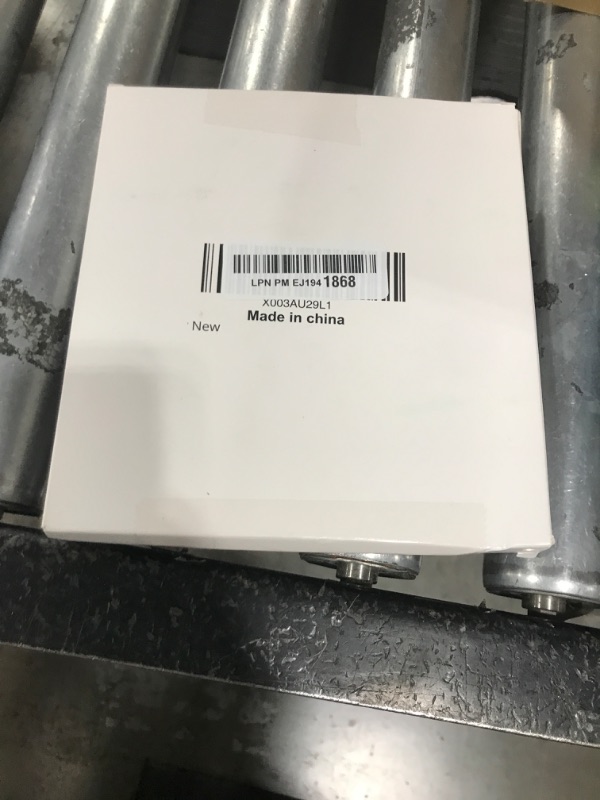 LPN PM EJ194 1868
X003AU29L1
Made in china
New